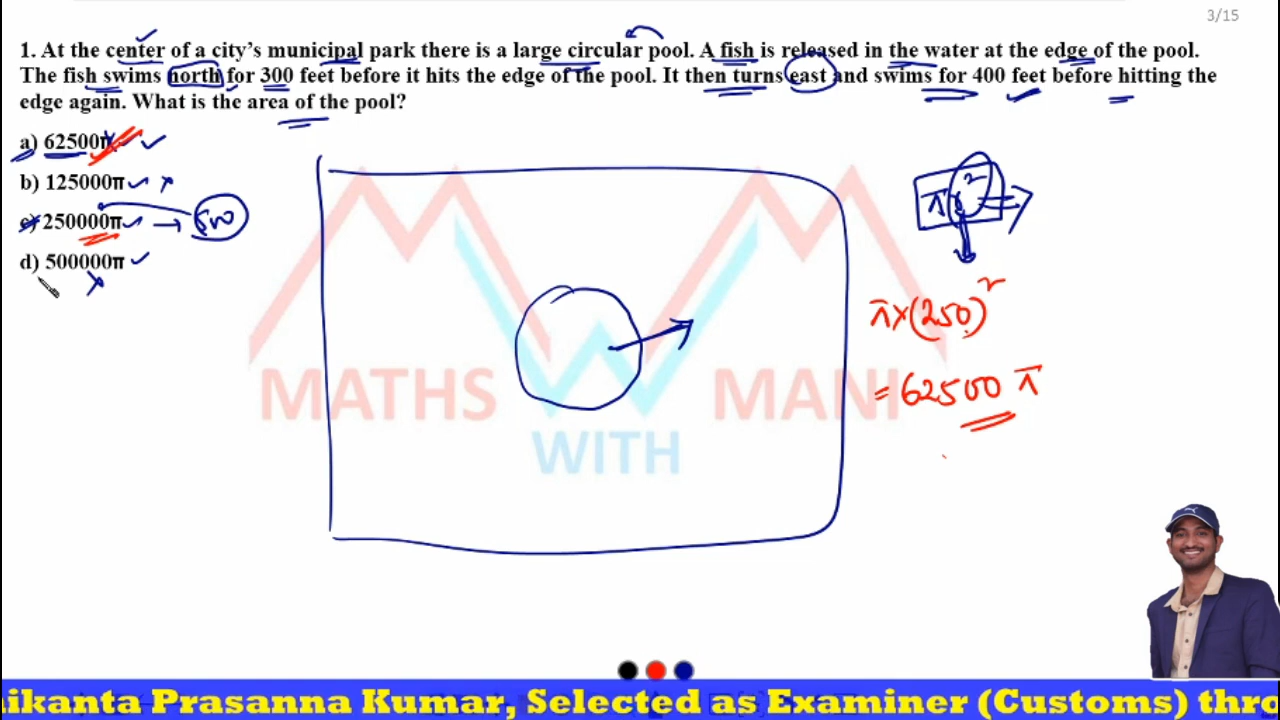 3/15
1. At the center of a city's municipal park there is a large circular pool. A fish is released in the water at the edge of the pool.
The fish swims north for 300 feet before it hits the edge of the pool. It then turns east and swims for 400 feet before hitting the
edge again. What is the area of the pool?
a) 62500π
b) 125000π
c) 250000π → 500
d) 500000π
π × (250)²
= 62500 π
MATHS
WITH
MANI
nikanta Prasanna Kumar, Selected as Examiner (Customs) thro